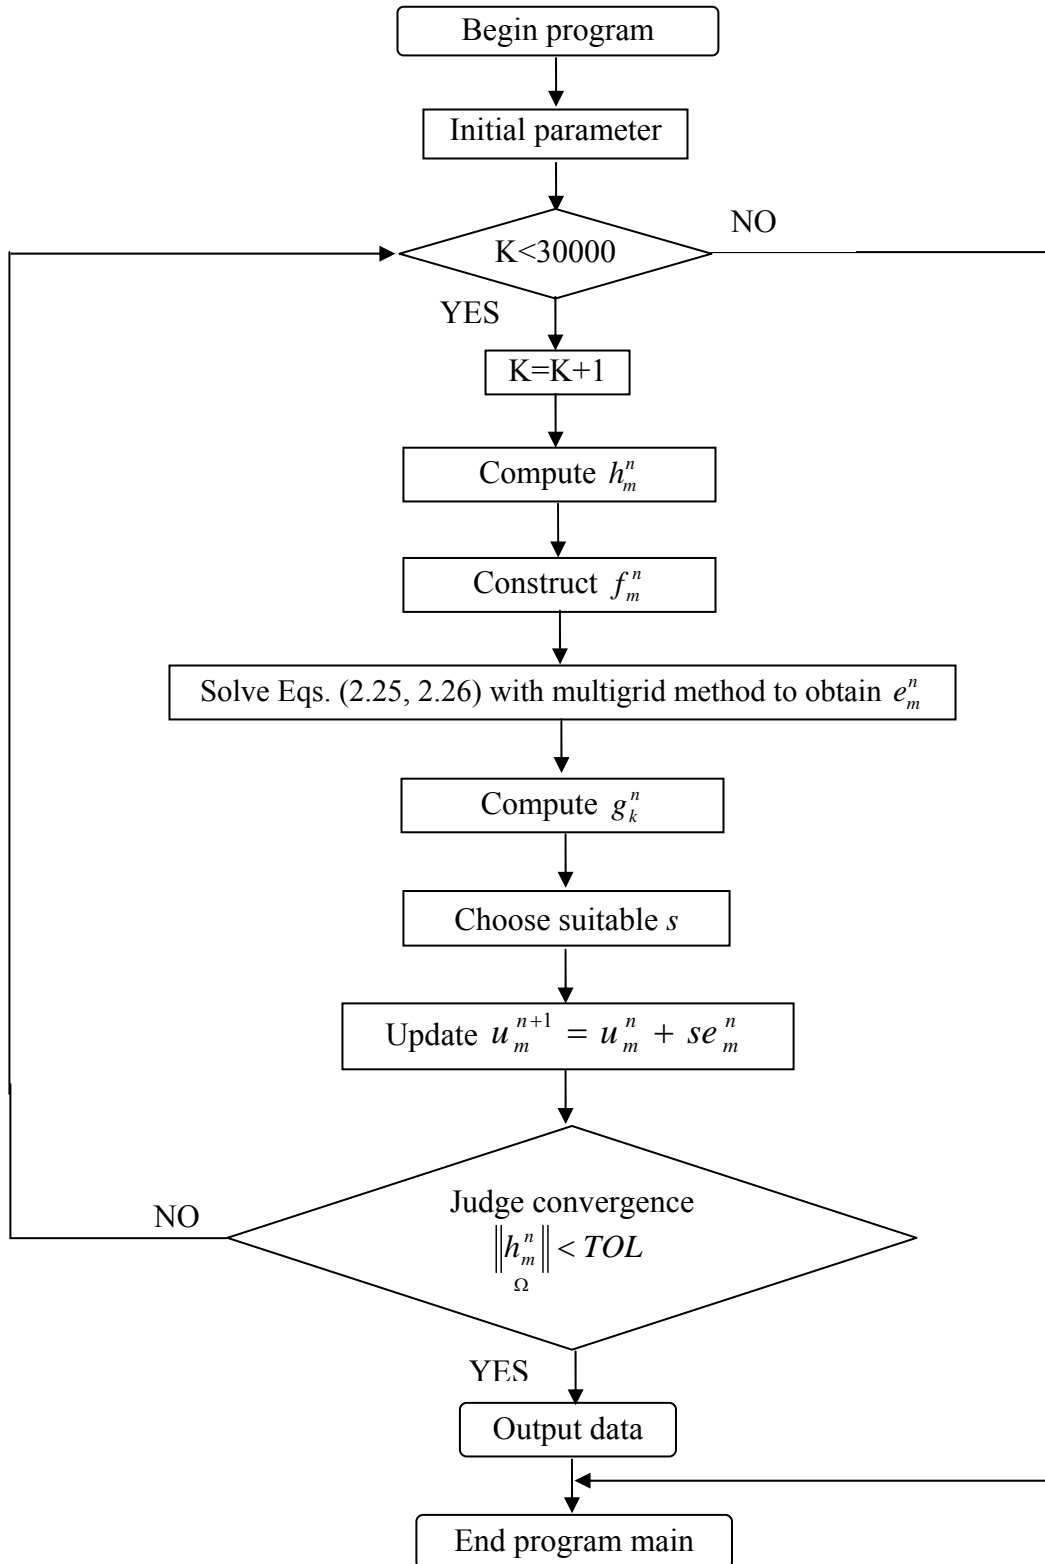 Begin program
Initial parameter
K<30000
NO
YES
K=K+1
Compute $h_m^n$
Construct $f_m^n$
Solve Eqs. (2.25, 2.26) with multigrid method to obtain $e_m^n$
Compute $g_k^n$
Choose suitable s
Update $u_m^{n+1} = u_m^n + se_m^n$
Judge convergence
$\underset{\Omega}{\|h_m^n\|} < TOL$
NO
YES
Output data
End program main